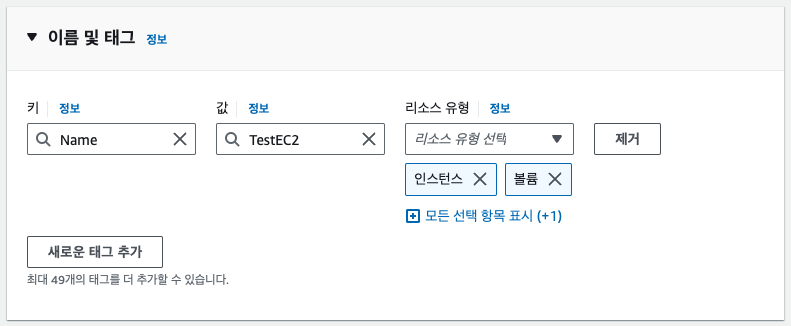 이름 및 태그 정보
키 정보 값 정보 리소스 유형 정보
Name TestEC2 리소스 유형 선택 제거
인스턴스 볼륨
모든 선택 항목 표시 (+1)
새로운 태그 추가
최대 49개의 태그를 더 추가할 수 있습니다.